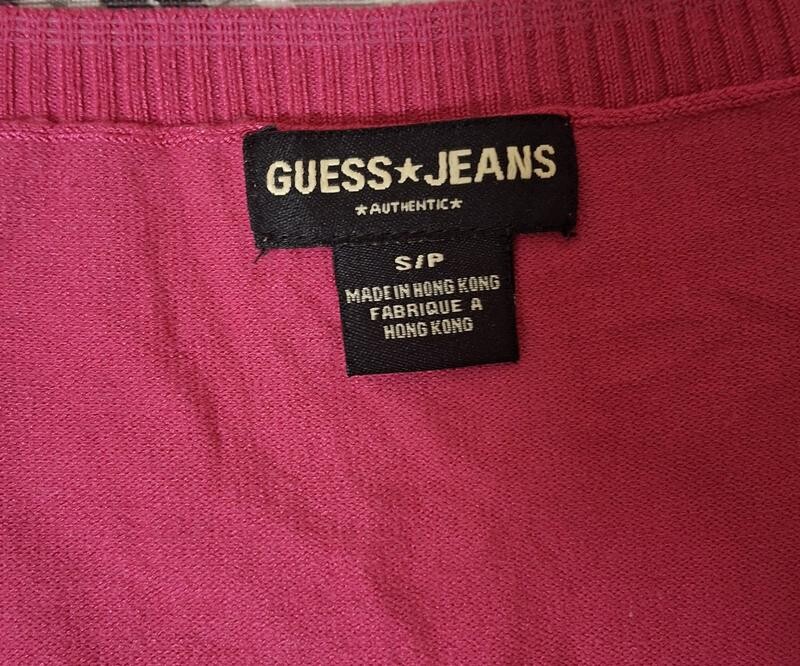 GUESS★JEANS
★AUTHENTIC★
S/P
MADE IN HONG KONG
FABRIQUE A
HONG KONG